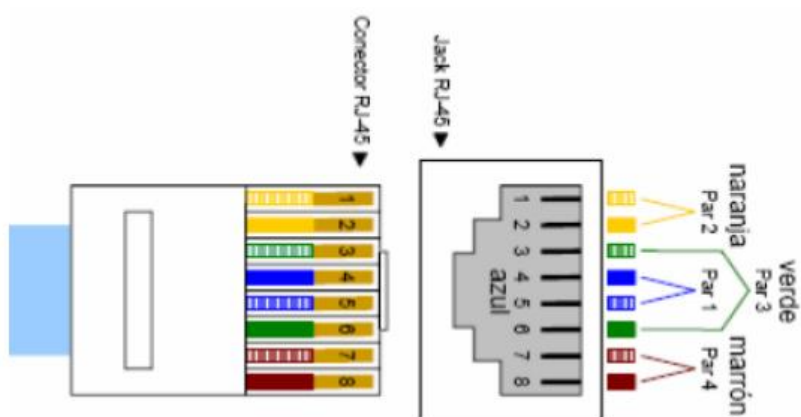 Conector RJ-45 ▶
Jack RJ-45 ▶
1
2
3
4
5
6
7
8
1
2
3
4
5
6
7
8
azul
naranja
Par 2
verde
Par 3
Par 1
marrón
Par 4